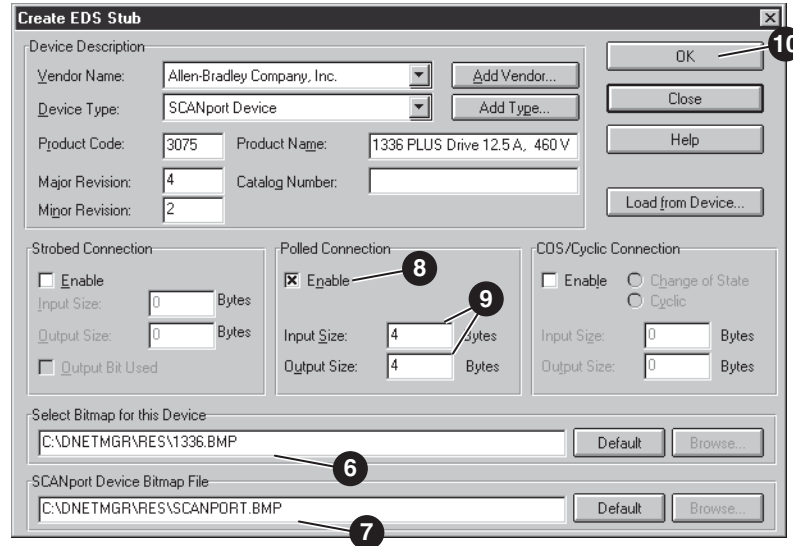 Create EDS Stub
Device Description
Vendor Name: Allen-Bradley Company, Inc. Add Vendor...
Device Type: SCANport Device Add Type...
Product Code: 3075 Product Name: 1336 PLUS Drive 12.5 A, 460 V
Major Revision: 4 Catalog Number:
Minor Revision: 2
OK
10
Close
Help
Load from Device...
Strobed Connection
Enable
Input Size: 0 Bytes
Output Size: 0 Bytes
Output Bit Used
Polled Connection
Enable
8
9
Input Size: 4 Bytes
Output Size: 4 Bytes
COS/Cyclic Connection
Enable Change of State
Cyclic
Input Size: 0 Bytes
Output Size: 0 Bytes
Select Bitmap for this Device
C:\DNETMGR\RES\1336.BMP Default Browse...
6
SCANport Device Bitmap File
C:\DNETMGR\RES\SCANPORT.BMP Default Browse...
7